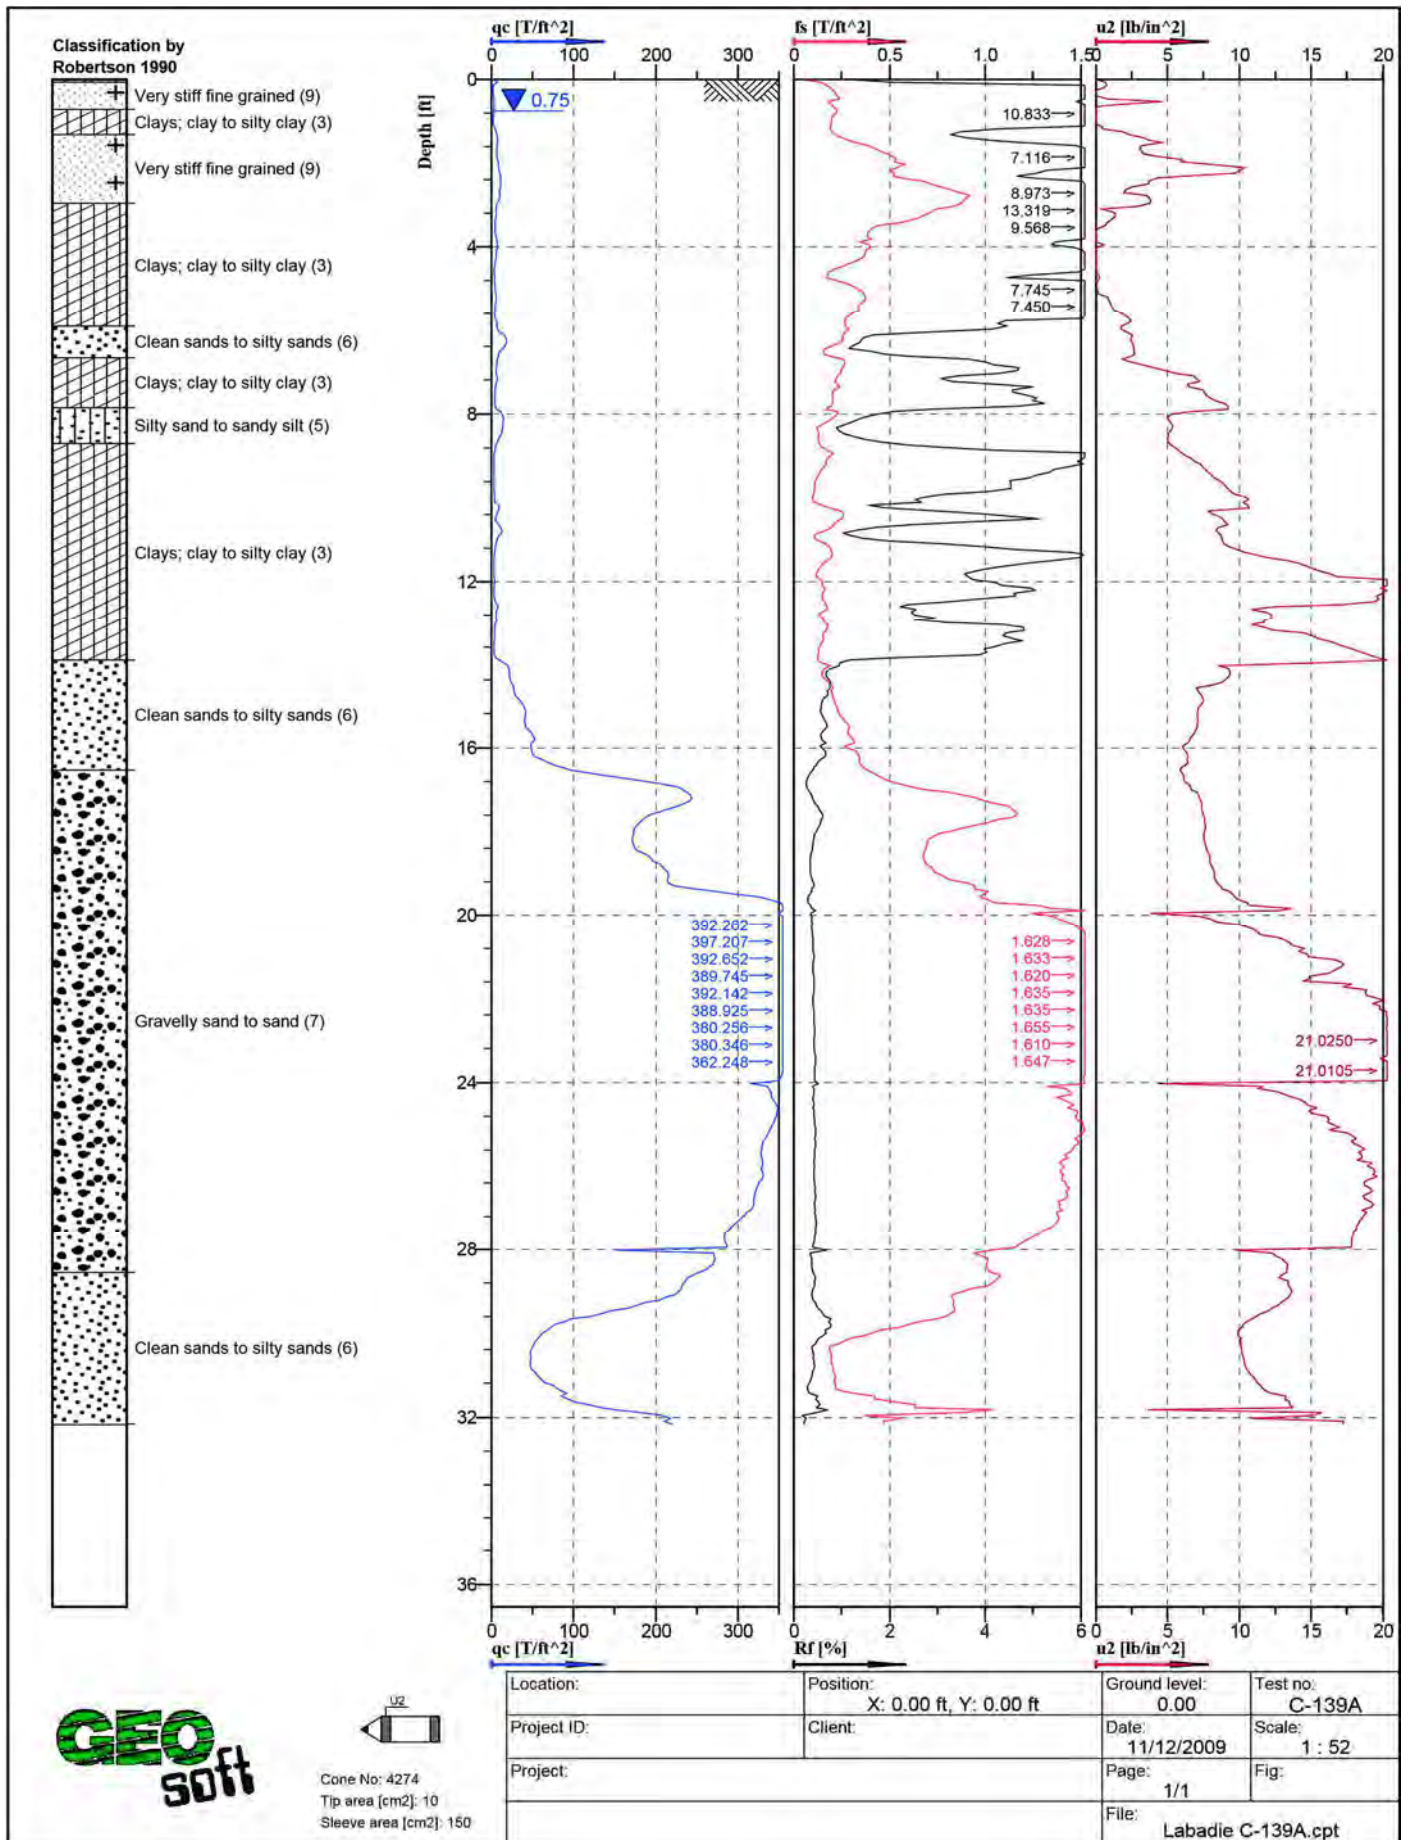 Classification by
Robertson 1990
qc [T/ft^2]
0 100 200 300
fs [T/ft^2]
0 0.5 1.0 1.5
u2 [lb/in^2]
0 5 10 15 20
Depth [ft]
0
4
8
12
16
20
24
28
32
36
Very stiff fine grained (9)
Clays; clay to silty clay (3)
Very stiff fine grained (9)
Clays; clay to silty clay (3)
Clean sands to silty sands (6)
Clays; clay to silty clay (3)
Silty sand to sandy silt (5)
Clays; clay to silty clay (3)
Clean sands to silty sands (6)
Gravelly sand to sand (7)
Clean sands to silty sands (6)
0.75
392.262
397.207
392.652
389.745
392.142
388.925
380.256
380.346
362.248
10.833
7.116
8.973
13.319
9.568
7.745
7.450
1.628
1.633
1.620
1.635
1.635
1.655
1.610
1.647
21.0250
21.0105
0 100 200 300
qc [T/ft^2]
0 2 4 6
Rf [%]
0 5 10 15 20
u2 [lb/in^2]
GEO
soft
U2
Cone No: 4274
Tip area [cm2]: 10
Sleeve area [cm2]: 150
Location:
Position:
X: 0.00 ft, Y: 0.00 ft
Ground level:
0.00
Test no:
C-139A
Project ID:
Client:
Date:
11/12/2009
Scale:
1 : 52
Project:
Page:
1/1
Fig:
File:
Labadie C-139A.cpt